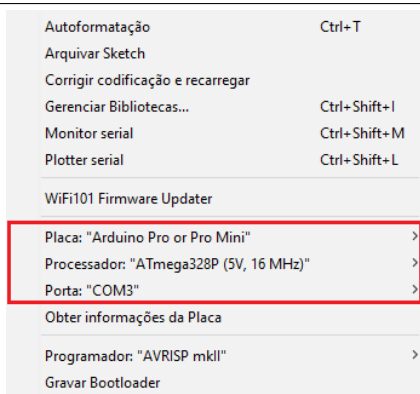 Autoformatação Ctrl+T
Arquivar Sketch
Corrigir codificação e recarregar
Gerenciar Bibliotecas... Ctrl+Shift+I
Monitor serial Ctrl+Shift+M
Plotter serial Ctrl+Shift+L
WiFi101 Firmware Updater
Placa: "Arduino Pro or Pro Mini"
Processador: "ATmega328P (5V, 16 MHz)"
Porta: "COM3"
Obter informações da Placa
Programador: "AVRISP mkII"
Gravar Bootloader